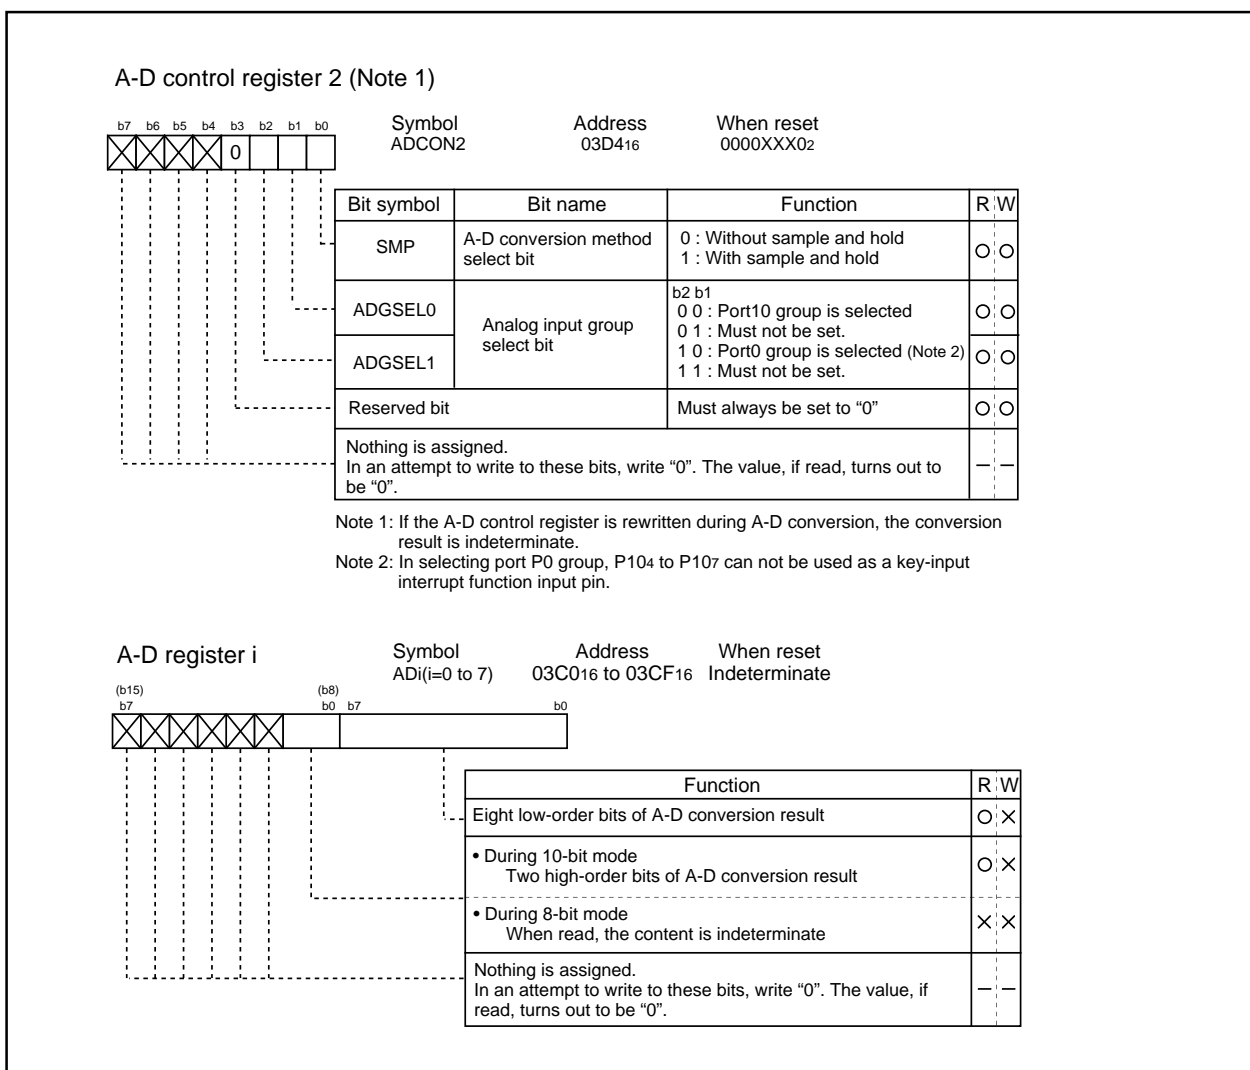 A-D control register 2 (Note 1)
b7 b6 b5 b4 b3 b2 b1 b0
0
Symbol Address When reset
ADCON2 03D416 0000XXX02
Bit symbol Bit name Function R W
SMP
A-D conversion method
select bit
0 : Without sample and hold
1 : With sample and hold
ADGSEL0
ADGSEL1
Analog input group
select bit
b2 b1
0 0 : Port10 group is selected
0 1 : Must not be set.
1 0 : Port0 group is selected (Note 2)
1 1 : Must not be set.
Reserved bit Must always be set to “0”
Nothing is assigned.
In an attempt to write to these bits, write “0”. The value, if read, turns out to
be “0”.
Note 1: If the A-D control register is rewritten during A-D conversion, the conversion
result is indeterminate.
Note 2: In selecting port P0 group, P104 to P107 can not be used as a key-input
interrupt function input pin.
A-D register i
Symbol Address When reset
ADi(i=0 to 7) 03C016 to 03CF16 Indeterminate
(b15) (b8)
b7 b0 b7 b0
Function R W
Eight low-order bits of A-D conversion result
• During 10-bit mode
Two high-order bits of A-D conversion result
• During 8-bit mode
When read, the content is indeterminate
Nothing is assigned.
In an attempt to write to these bits, write “0”. The value, if
read, turns out to be “0”.